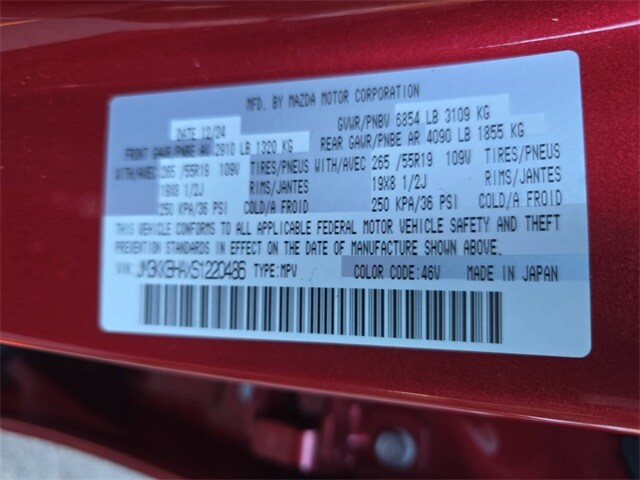 MFD. BY MAZDA MOTOR CORPORATION
DATE 12/24 GVWR/PNBV 6854 LB 3109 KG
FRONT GAWR/PNBE AV 2910 LB 1320 KG REAR GAWR/PNBE AR 4090 LB 1855 KG
WITH/AVEC 265 /55R19 109V TIRES/PNEUS WITH/AVEC 265 /55R19 109V TIRES/PNEUS
19X8 1/2J RIMS/JANTES 19X8 1/2J RIMS/JANTES
250 KPA/36 PSI COLD/A FROID 250 KPA/36 PSI COLD/A FROID
THIS VEHICLE CONFORMS TO ALL APPLICABLE FEDERAL MOTOR VEHICLE SAFETY AND THEFT
PREVENTION STANDARDS IN EFFECT ON THE DATE OF MANUFACTURE SHOWN ABOVE.
VIN: TYPE:MPV COLOR CODE:46V MADE IN JAPAN